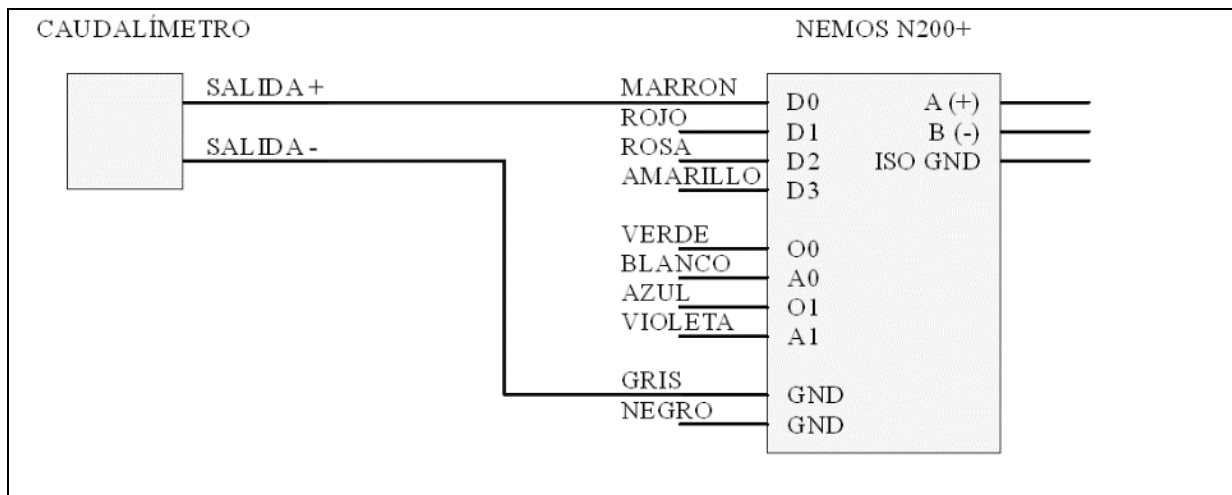 CAUDALÍMETRO
NEMOS N200+
SALIDA+
SALIDA-
MARRON
ROJO
ROSA
AMARILLO
VERDE
BLANCO
AZUL
VIOLETA
GRIS
NEGRO
D0
D1
D2
D3
O0
A0
O1
A1
GND
GND
A (+)
B (-)
ISO GND